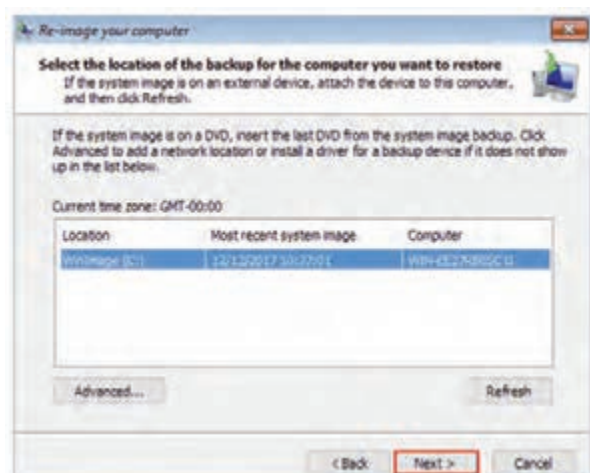 Re-image your computer
Select the location of the backup for the computer you want to restore
If the system image is on an external device, attach the device to this computer,
and then click Refresh.
If the system image is on a DVD, insert the last DVD from the system image backup. Click
Advanced to add a network location or install a driver for a backup device if it does not show
up in the list below.
Current time zone: GMT-00:00
Location Most recent system image Computer
WinImage 12/12/2017
Advanced... Refresh
< Back Next > Cancel